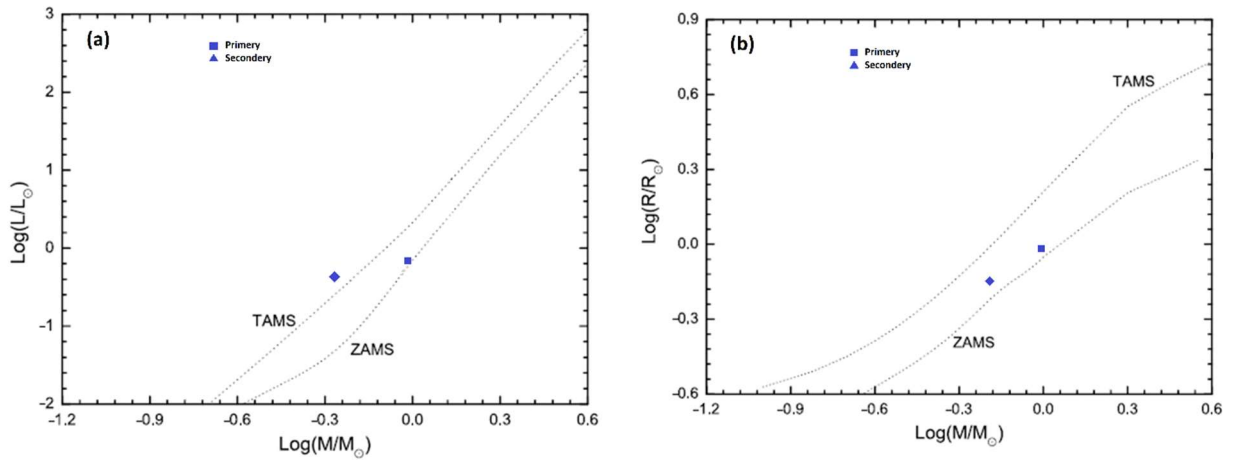 (a)
Primery
Secondery
3
2
1
0
−1
−2
Log(L/L☉)
TAMS
ZAMS
−1.2 −0.9 −0.6 −0.3 0.0 0.3 0.6
Log(M/M☉)
(b)
Primery
Secondery
0.9
0.6
0.3
0.0
−0.3
−0.6
Log(R/R☉)
TAMS
ZAMS
−1.2 −0.9 −0.6 −0.3 0.0 0.3 0.6
Log(M/M☉)